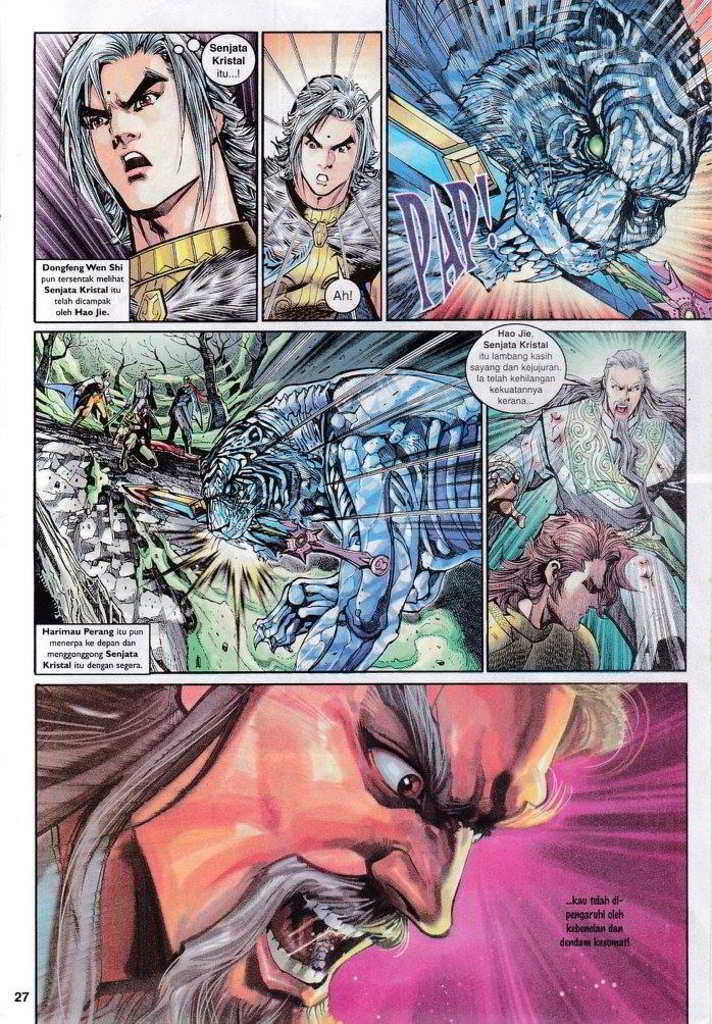 Senjata
Kristal
itu...!
Dongfeng Wen Shi
pun tersentak melihat
Senjata Kristal itu
telah dicampak
oleh Hao Jie.
Ah!
PAP!
Harimau Perang itu pun
menerpa ke depan dan
menggonggong Senjata
Kristal itu dengan segera.
Hao Jie,
Senjata Kristal
itu lambang kasih
sayang dan kejujuran.
Ia telah kehilangan
kekuatannya
kerana...
...kau telah di-
pengaruhi oleh
kebencian dan
dendam kesumat!
27